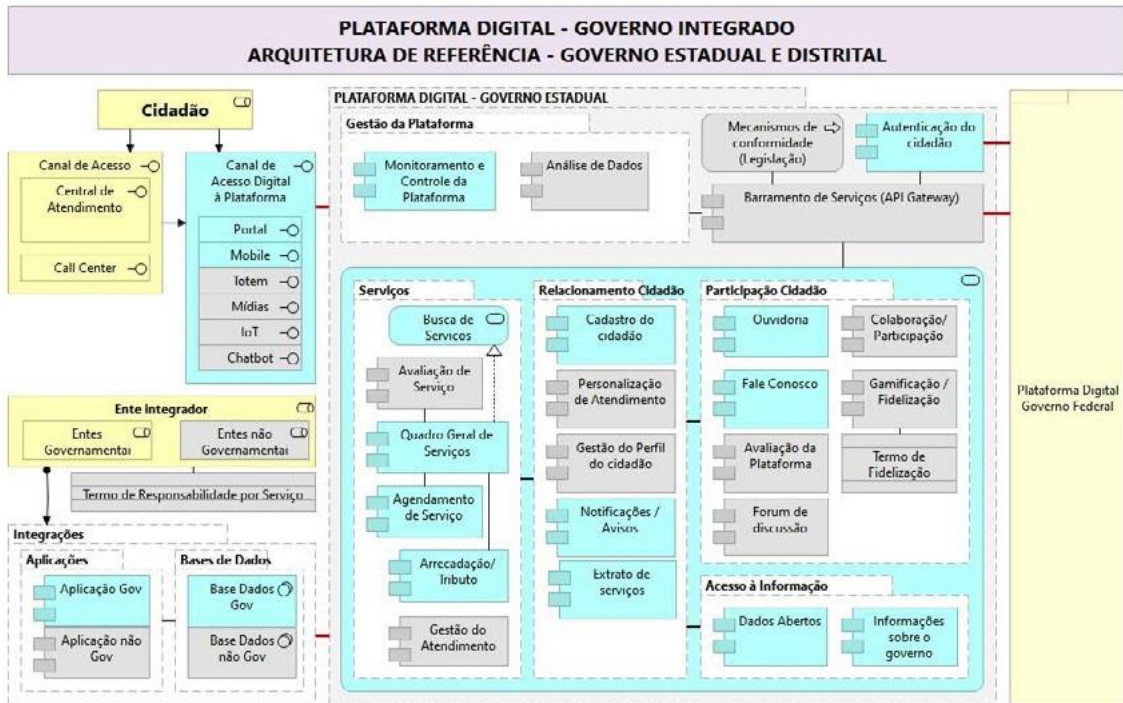 PLATAFORMA DIGITAL - GOVERNO INTEGRADO
ARQUITETURA DE REFERÊNCIA - GOVERNO ESTADUAL E DISTRITAL
Cidadão
Canal de Acesso
Central de
Atendimento
Call Center
Canal de
Acesso Digital
à Plataforma
Portal
Mobile
Totem
Mídias
IoT
Chatbot
Ente Integrador
Entes
Governamentai
Entes não
Governamentai
Termo de Responsabilidade por Serviço
Integrações
Aplicações
Aplicação Gov
Aplicação não
Gov
Bases de Dados
Base Dados
Gov
Base Dados
não Gov
PLATAFORMA DIGITAL - GOVERNO ESTADUAL
Gestão da Plataforma
Monitoramento e
Controle da
Plataforma
Análise de Dados
Mecanismos de
conformidade
(Legislação)
Autenticação do
cidadão
Barramento de Serviços (API Gateway)
Serviços
Busca de
Servicos
Avaliação de
Serviço
Quadro Geral de
Serviços
Agendamento
de Serviço
Arrecadação/
Tributo
Gestão do
Atendimento
Relacionamento Cidadão
Cadastro do
cidadão
Personalização
de Atendimento
Gestão do Perfil
do cidadão
Notificações /
Avisos
Extrato de
serviços
Participação Cidadão
Ouvidoria
Colaboração/
Participação
Fale Conosco
Gamificação /
Fidelização
Avaliação da
Plataforma
Termo de
Fidelização
Forum de
discussão
Acesso à Informação
Dados Abertos
Informações
sobre o
governo
Plataforma Digital
Governo Federal